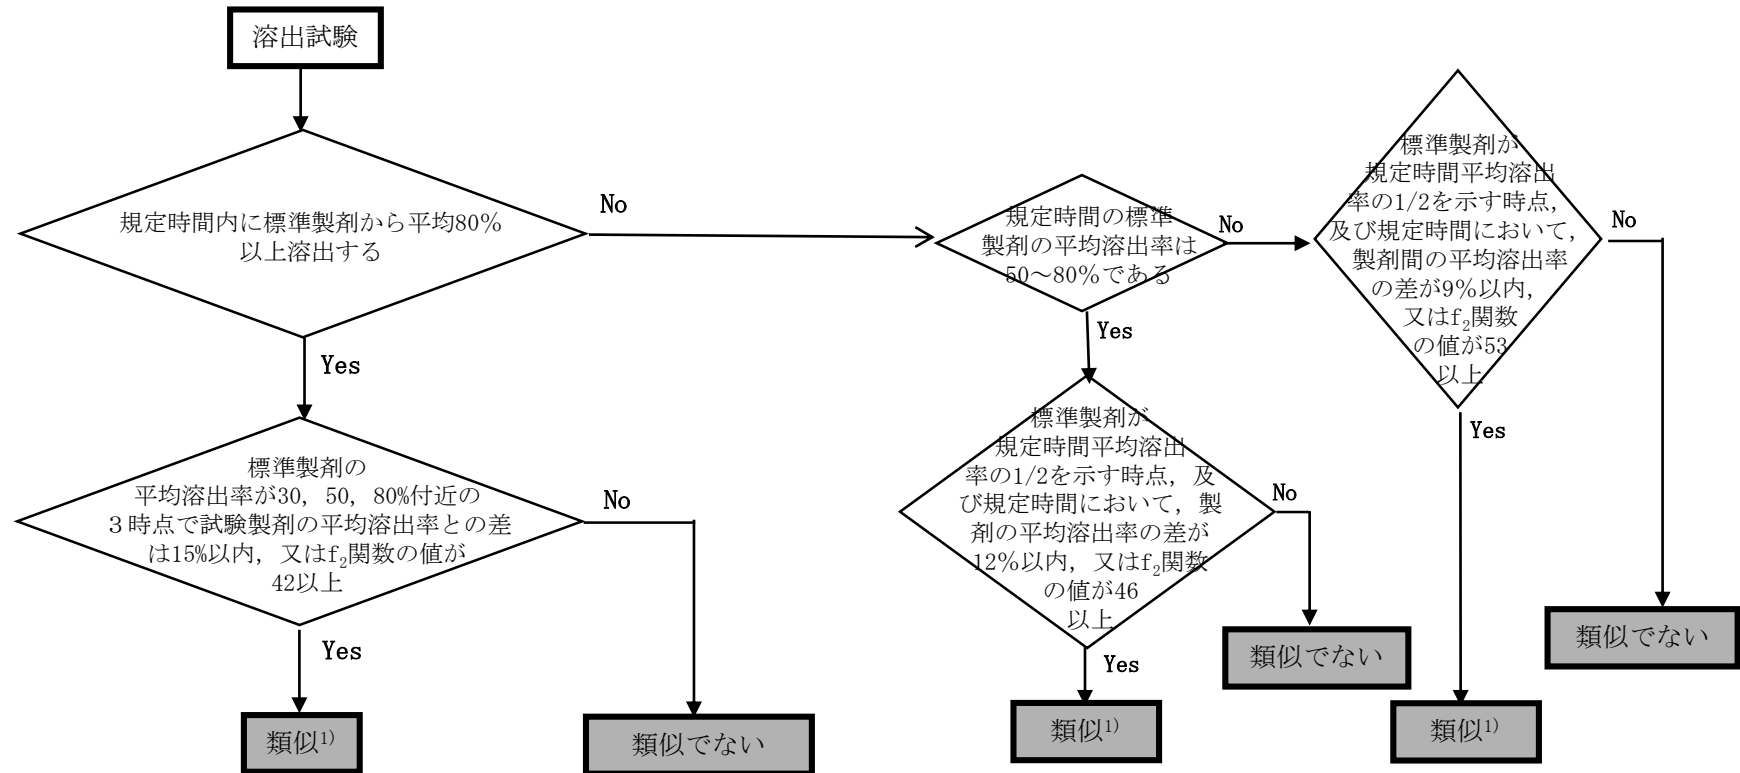 溶出試験
規定時間内に標準製剤から平均80%
以上溶出する
No
Yes
標準製剤の
平均溶出率が30, 50, 80%付近の
３時点で試験製剤の平均溶出率との差
は15%以内, 又はf₂関数の値が
42以上
No
Yes
類似¹⁾
類似でない
規定時間の標準
製剤の平均溶出率は
50～80%である
No
Yes
標準製剤が
規定時間平均溶出
率の1/2を示す時点, 及
び規定時間において, 製
剤の平均溶出率の差が
12%以内, 又はf₂関数
の値が46
以上
No
Yes
類似¹⁾
類似でない
標準製剤が
規定時間平均溶出
率の1/2を示す時点,
及び規定時間において,
製剤間の平均溶出率
の差が9%以内,
又はf₂関数
の値が53
以上
No
Yes
類似¹⁾
類似でない